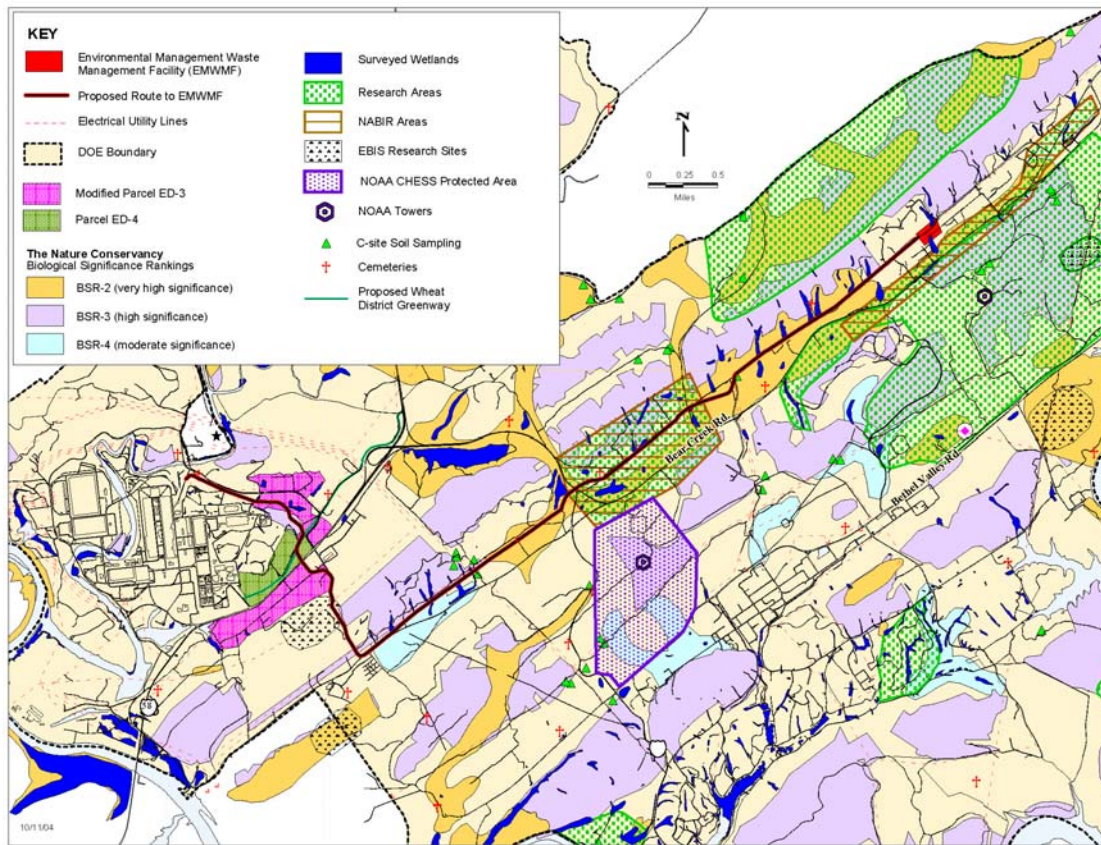 KEY
Environmental Management Waste
Management Facility (EMWMF)
Proposed Route to EMWMF
Electrical Utility Lines
DOE Boundary
Modified Parcel ED-3
Parcel ED-4
The Nature Conservancy
Biological Significance Rankings
BSR-2 (very high significance)
BSR-3 (high significance)
BSR-4 (moderate significance)
Surveyed Wetlands
Research Areas
NABIR Areas
EBIS Research Sites
NOAA CHESS Protected Area
NOAA Towers
C-site Soil Sampling
Cemeteries
Proposed Wheat
District Greenway
N
0 0.25 0.5
Miles
Bear Creek Rd.
Bethel Valley Rd.
58
10/11/04